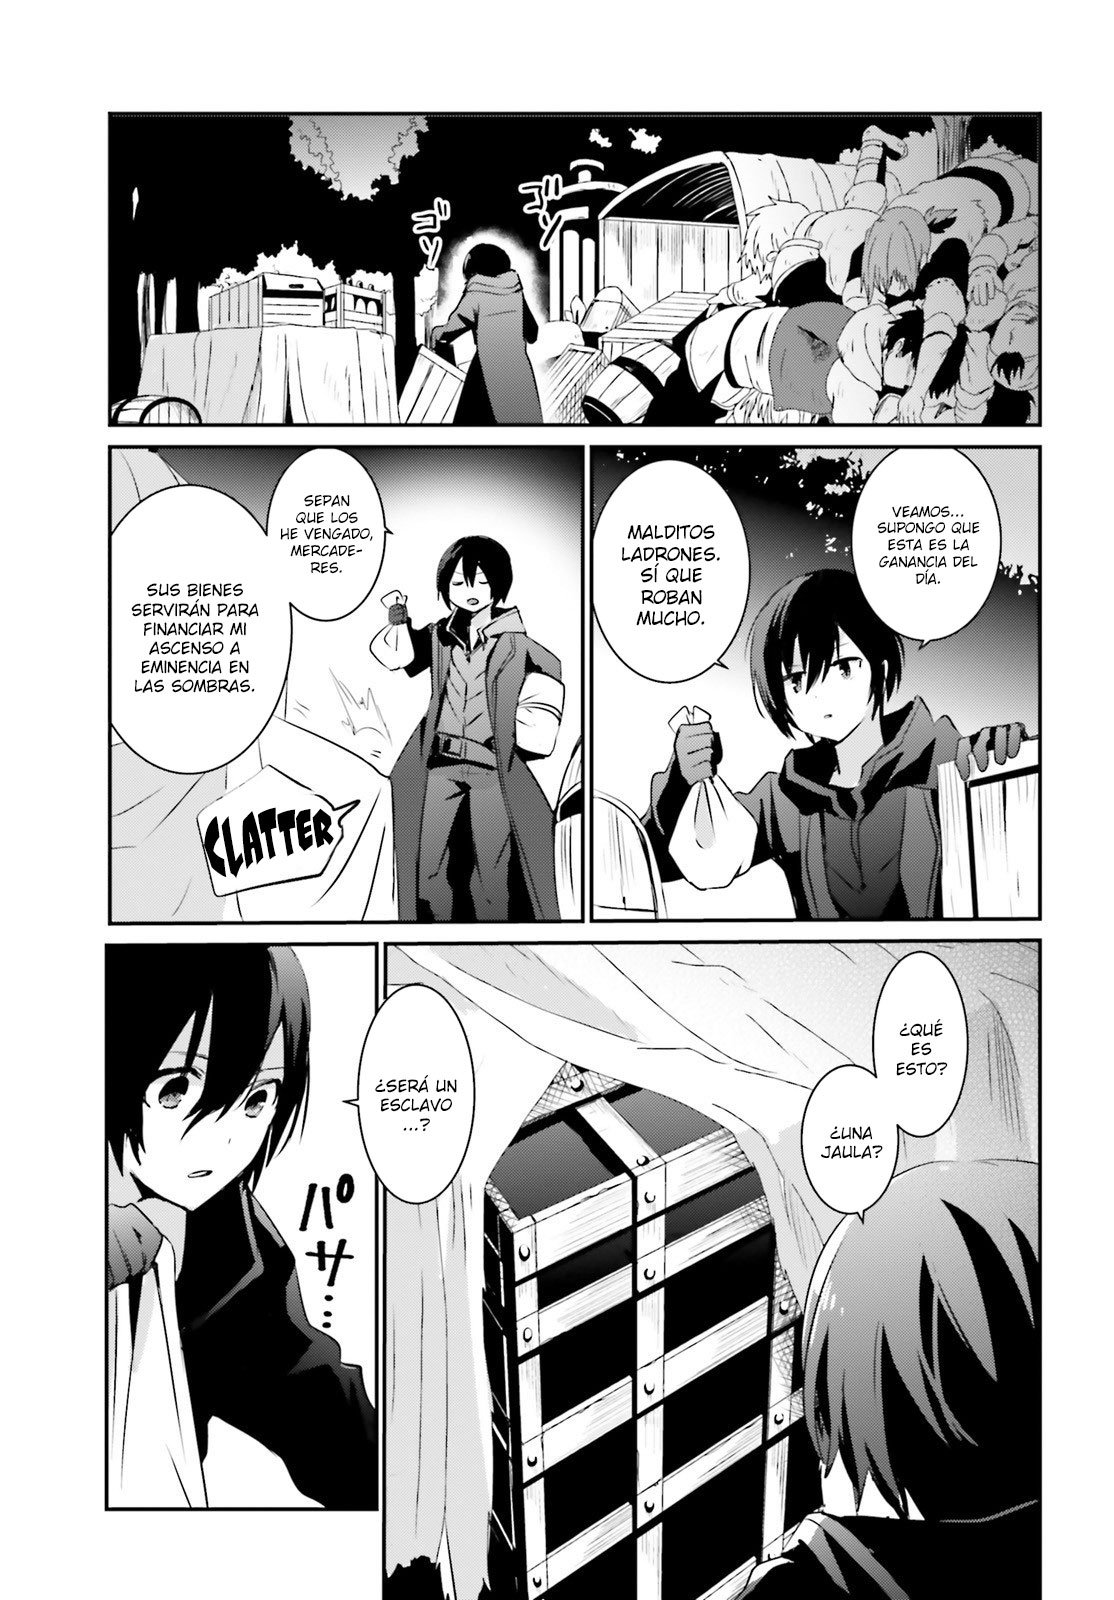 ゴソ
ゴソ
VEAMOS...
SUPONGO QUE
ESTA ES LA
GANANCIA DEL
DÍA.
MALDITOS
LADRONES.
SÍ QUE
ROBAN
MUCHO.
SEPAN
QUE LOS
HE VENGADO,
MERCADE-
RES.
SUS BIENES
SERVIRÁN PARA
FINANCIAR MI
ASCENSO A
EMINENCIA EN
LAS SOMBRAS.
CLATTER
¿QUÉ
ES
ESTO?
¿UNA
JAULA?
¿SERÁ UN
ESCLAVO
...?
パサ…